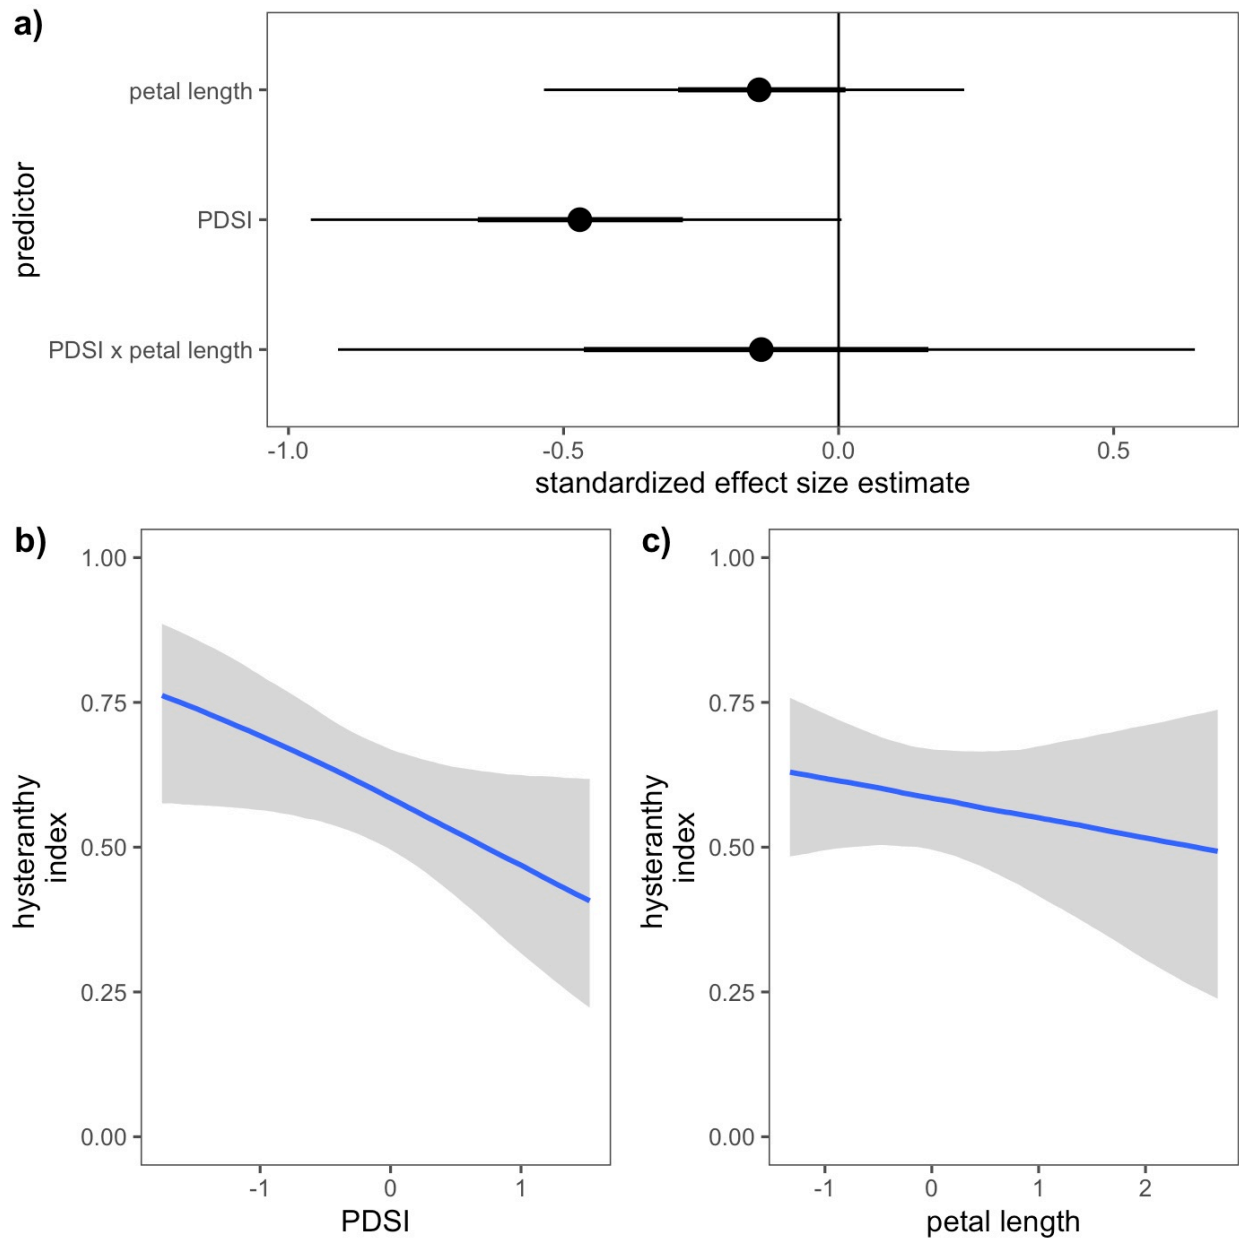 a)
predictor
petal length
PDSI
PDSI x petal length
-1.0 -0.5 0.0 0.5
standardized effect size estimate
b)
hysteranthy
index
1.00
0.75
0.50
0.25
0.00
-1 0 1
PDSI
c)
hysteranthy
index
1.00
0.75
0.50
0.25
0.00
-1 0 1 2
petal length